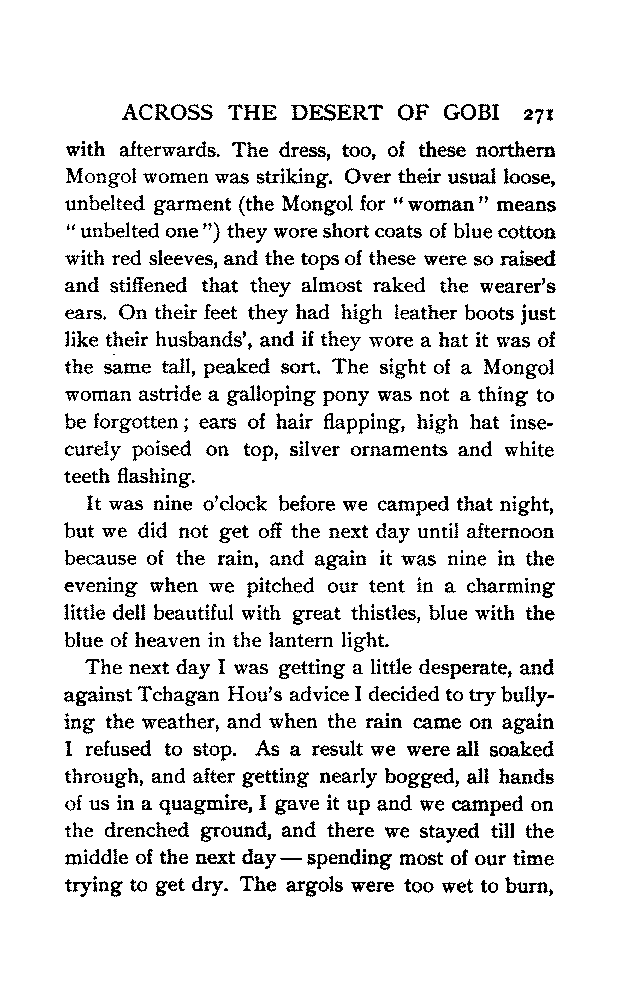 ACROSS THE DESERT OF GOBI 271
with afterwards. The dress, too, of these northern
Mongol women was striking. Over their usual loose,
unbelted garment (the Mongol for "woman" means
"unbelted one") they wore short coats of blue cotton
with red sleeves, and the tops of these were so raised
and stiffened that they almost raked the wearer's
ears. On their feet they had high leather boots just
like their husbands', and if they wore a hat it was of
the same tall, peaked sort. The sight of a Mongol
woman astride a galloping pony was not a thing to
be forgotten; ears of hair flapping, high hat inse-
curely poised on top, silver ornaments and white
teeth flashing.
It was nine o'clock before we camped that night,
but we did not get off the next day until afternoon
because of the rain, and again it was nine in the
evening when we pitched our tent in a charming
little dell beautiful with great thistles, blue with the
blue of heaven in the lantern light.
The next day I was getting a little desperate, and
against Tchagan Hou's advice I decided to try bully-
ing the weather, and when the rain came on again
I refused to stop. As a result we were all soaked
through, and after getting nearly bogged, all hands
of us in a quagmire, I gave it up and we camped on
the drenched ground, and there we stayed till the
middle of the next day — spending most of our time
trying to get dry. The argols were too wet to burn,